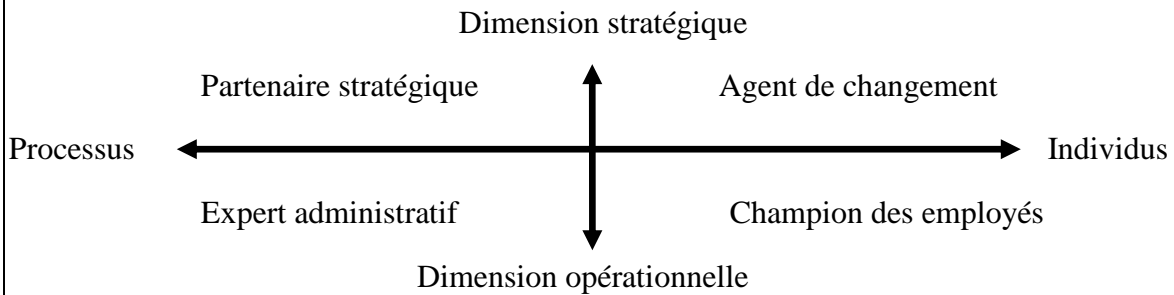 Dimension stratégique
Partenaire stratégique Agent de changement
Processus Individus
Expert administratif Champion des employés
Dimension opérationnelle